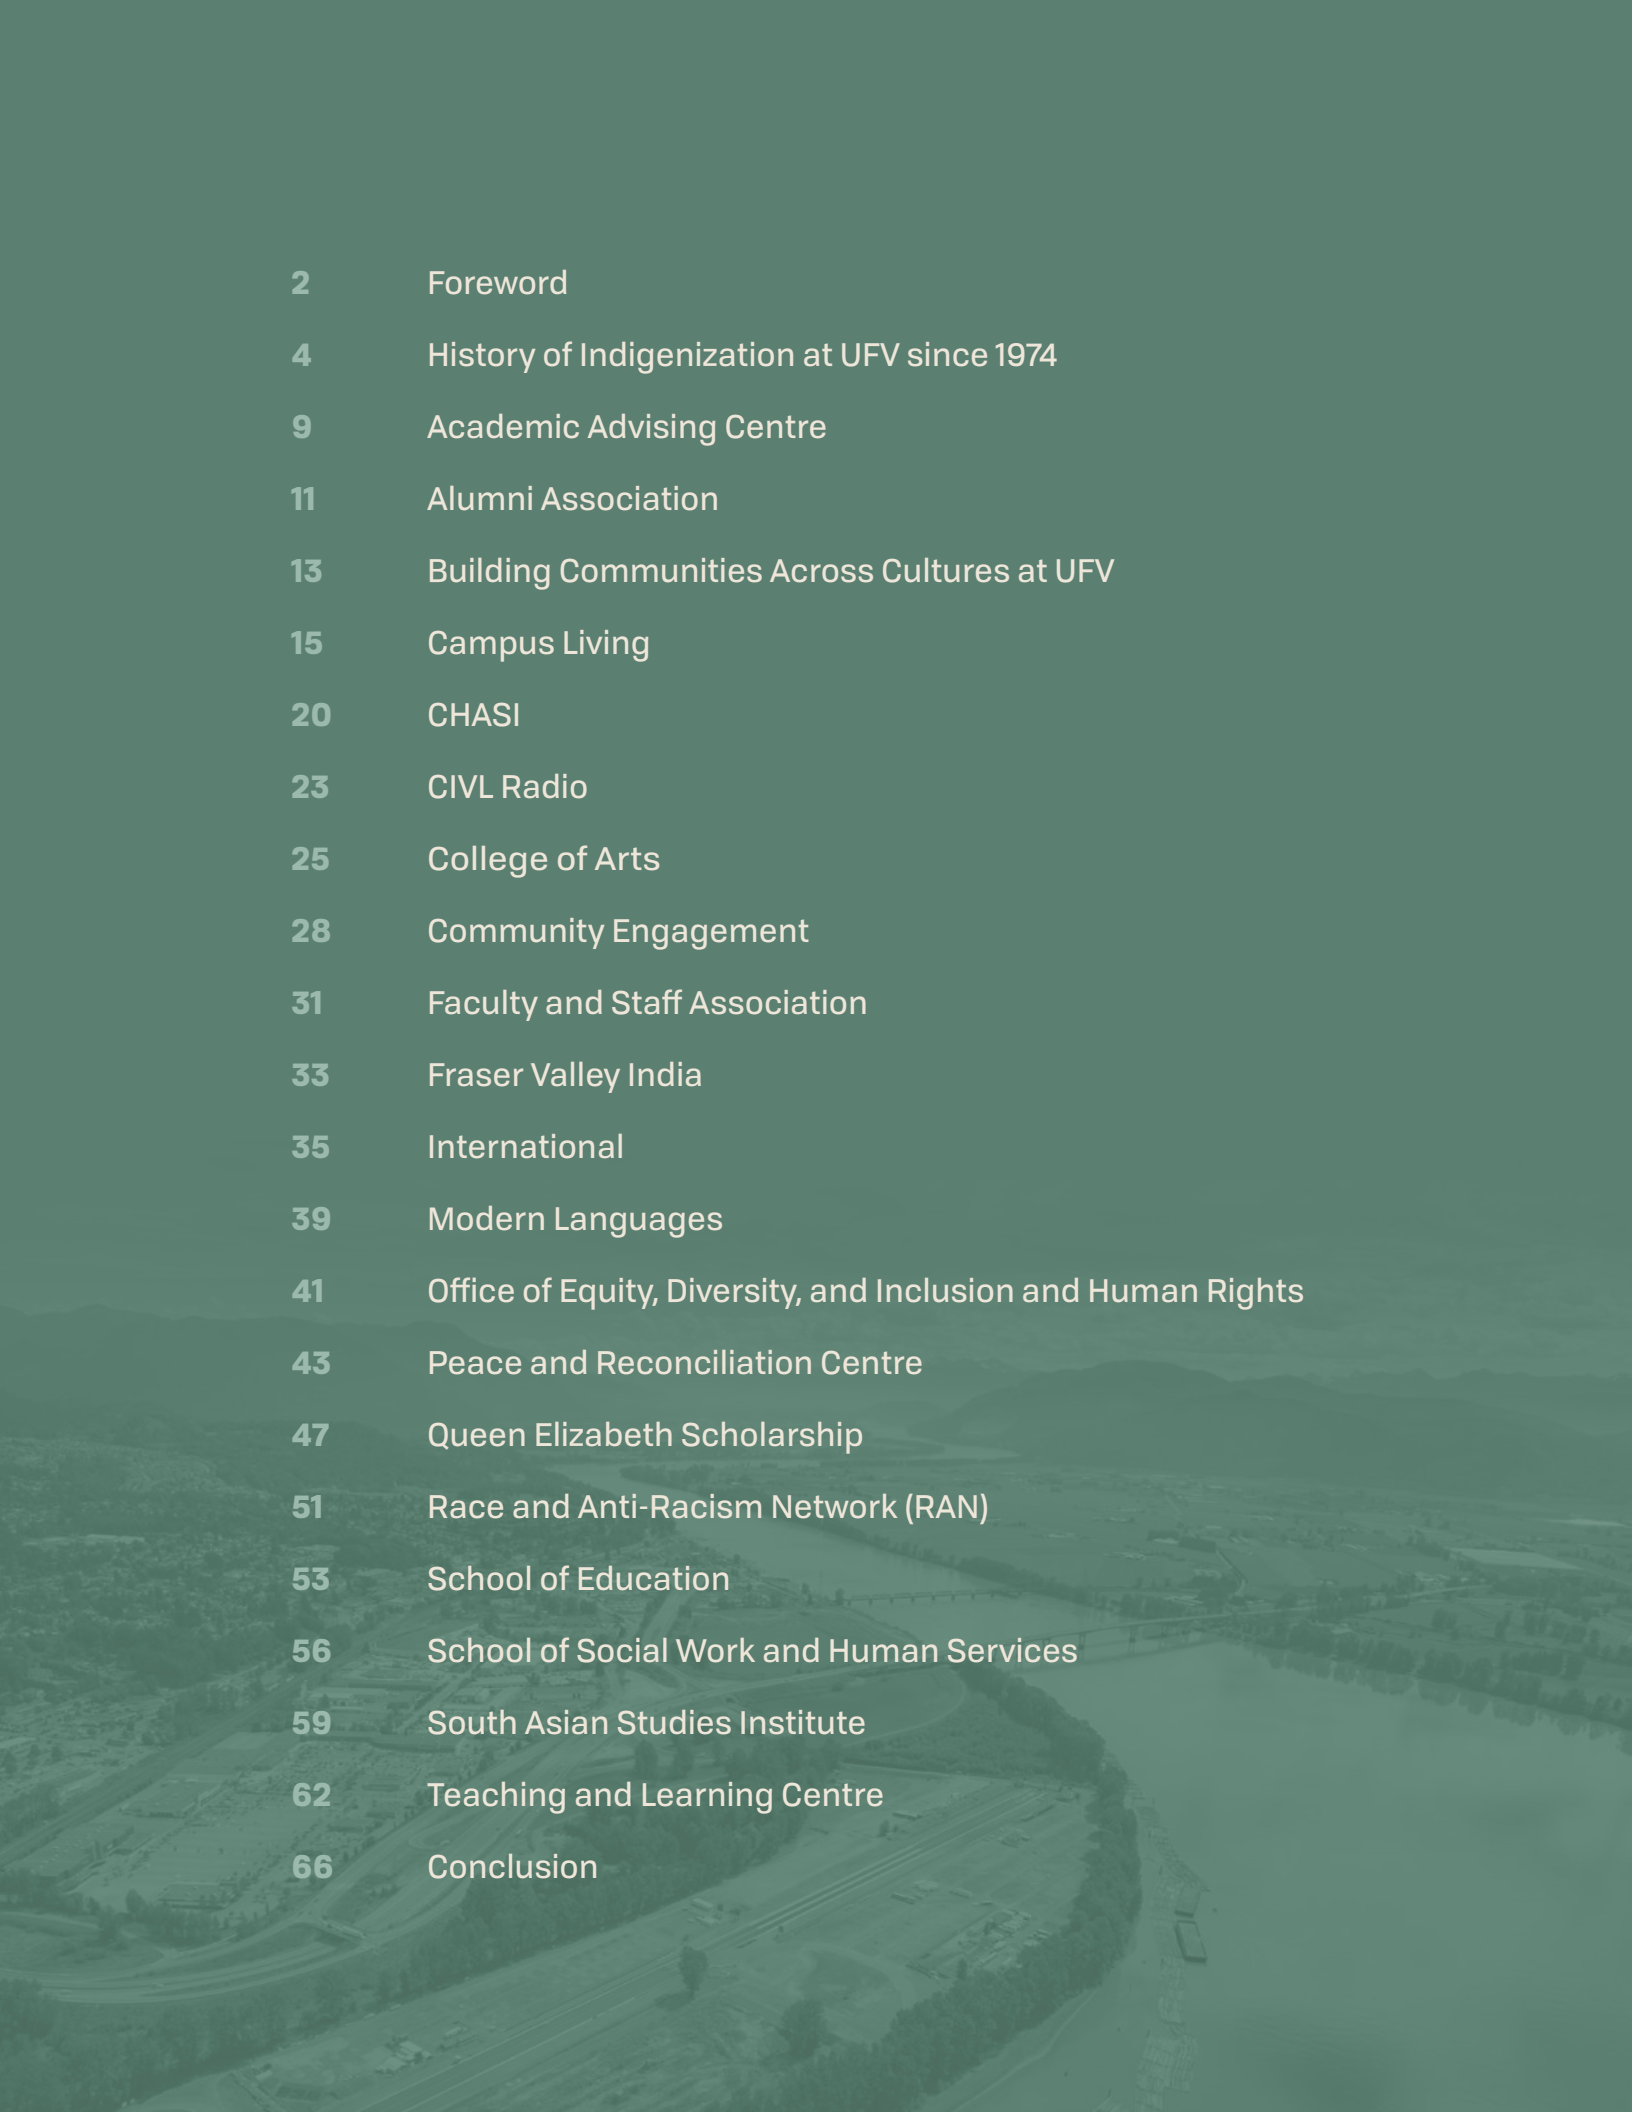 2 Foreword
4 History of Indigenization at UFV since 1974
9 Academic Advising Centre
11 Alumni Association
13 Building Communities Across Cultures at UFV
15 Campus Living
20 CHASI
23 CIVL Radio
25 College of Arts
28 Community Engagement
31 Faculty and Staff Association
33 Fraser Valley India
35 International
39 Modern Languages
41 Office of Equity, Diversity, and Inclusion and Human Rights
43 Peace and Reconciliation Centre
47 Queen Elizabeth Scholarship
51 Race and Anti-Racism Network (RAN)
53 School of Education
56 School of Social Work and Human Services
59 South Asian Studies Institute
62 Teaching and Learning Centre
66 Conclusion